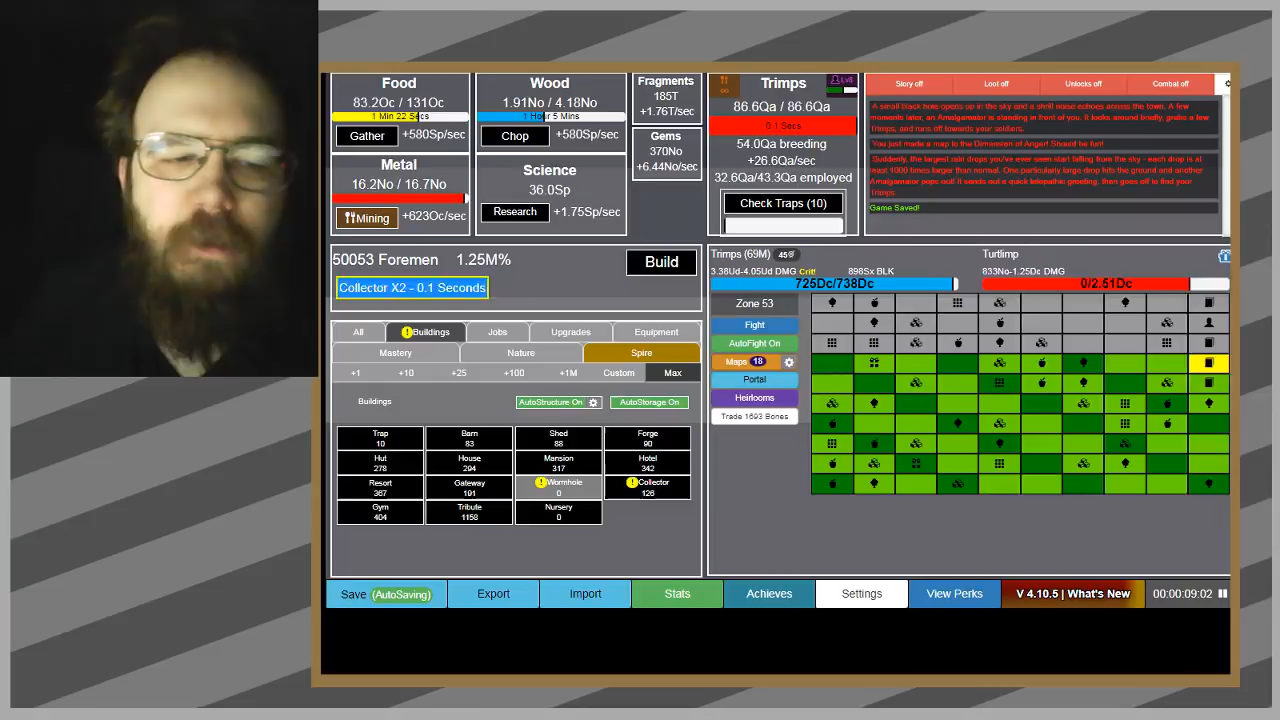 Food
83.2Oc / 131Oc
1 Min 22 Secs
Gather +580Sp/sec
Wood
1.91No / 4.18No
1 Hour 5 Mins
Chop +580Sp/sec
Metal
16.2No / 16.7No
Mining +623Oc/sec
Science
36.0Sp
Research +1.75Sp/sec
Fragments
185T
+1.76T/sec
Gems
370No
+6.44No/sec
Trimps
Lv8
86.6Qa / 86.6Qa
0.1 Secs
54.0Qa breeding
+26.6Qa/sec
32.6Qa/43.3Qa employed
Check Traps (10)
Story off Loot off Unlocks off Combat off
A small black hole opens up in the sky and a shrill noise echoes across the town. A few
moments later, an Amalgamator is standing in front of you. It looks around briefly, grabs a few
Trimps, and runs off towards your soldiers.
You just made a map to the Dimension of Anger! Should be fun!
Suddenly, the largest rain drops you've ever seen start falling from the sky - each drop is at
least 1000 times larger than normal. One particularly large drop hits the ground and another
Amalgamator pops out! It sends out a quick telepathic greeting, then goes off to find your
Trimps.
Game Saved!
50053 Foremen 1.25M%
Build
Collector X2 - 0.1 Seconds
All Buildings Jobs Upgrades Equipment
Mastery Nature Spire
+1 +10 +25 +100 +1M Custom Max
Buildings AutoStructure On AutoStorage On
Trap
10
Barn
83
Shed
88
Forge
90
Hut
278
House
294
Mansion
317
Hotel
342
Resort
367
Gateway
191
Wormhole
0
Collector
126
Gym
404
Tribute
1158
Nursery
0
Trimps (69M) 45
3.38Ud-4.05Ud DMG Crit! 898Sx BLK
725Dc/738Dc
Turtlimp
833No-1.25Dc DMG
0/2.51Dc
Zone 53
Fight
AutoFight On
Maps 18
Portal
Heirlooms
Trade 1693 Bones
Save (AutoSaving) Export Import Stats Achieves Settings View Perks V 4.10.5 | What's New 00:00:09:02